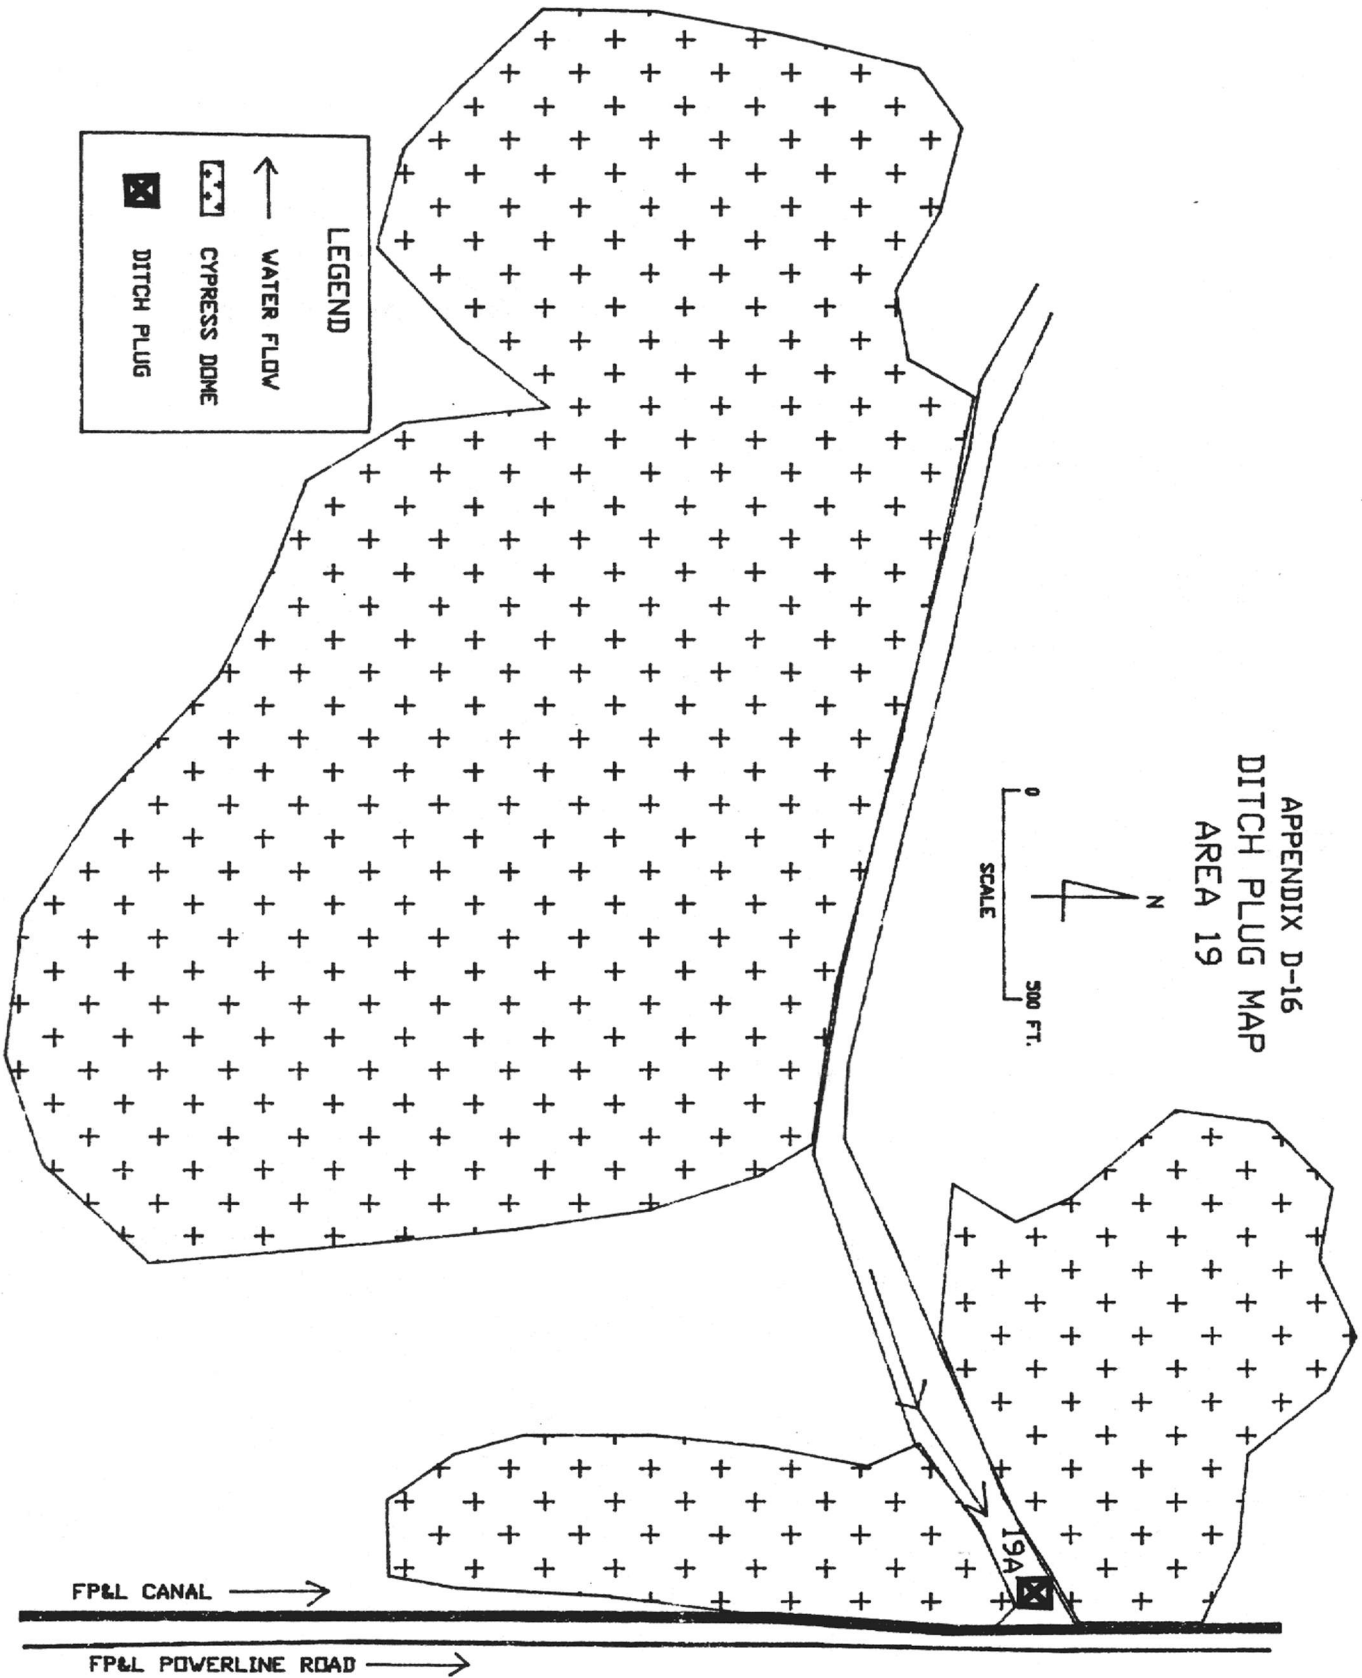 APPENDIX D-16
DITCH PLUG MAP
AREA 19
N
0
500 FT.
SCALE
LEGEND
WATER FLOW
CYPRESS DOME
DITCH PLUG
19A
FP&L CANAL
FP&L POWERLINE ROAD